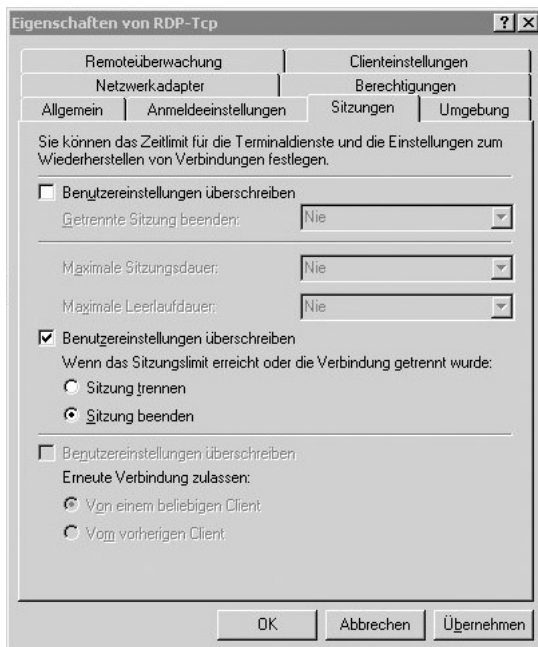 Eigenschaften von RDP-Tcp
Remoteüberwachung
Clienteinstellungen
Netzwerkadapter
Berechtigungen
Allgemein
Anmeldeeinstellungen
Sitzungen
Umgebung
Sie können das Zeitlimit für die Terminaldienste und die Einstellungen zum
Wiederherstellen von Verbindungen festlegen.
Benutzereinstellungen überschreiben
Getrennte Sitzung beenden:
Nie
Maximale Sitzungsdauer:
Nie
Maximale Leerlaufdauer:
Nie
Benutzereinstellungen überschreiben
Wenn das Sitzungslimit erreicht oder die Verbindung getrennt wurde:
Sitzung trennen
Sitzung beenden
Benutzereinstellungen überschreiben
Erneute Verbindung zulassen:
Von einem beliebigen Client
Vom vorherigen Client
OK
Abbrechen
Übernehmen